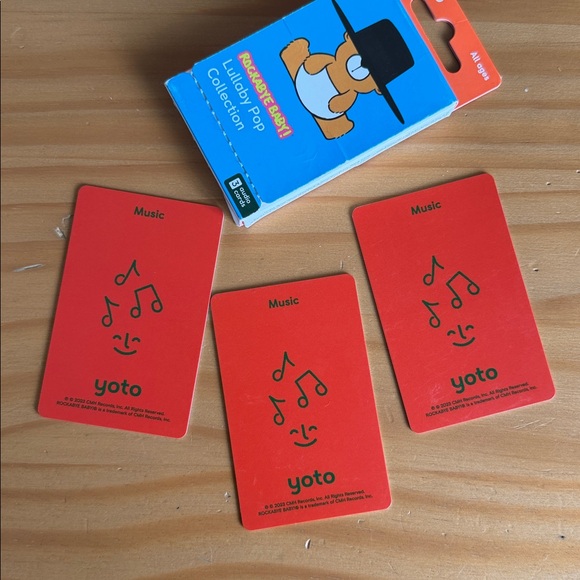 All ages
ROCKABYE BABY!
Lullaby Pop
Collection
3 audio
cards
Music
yoto
℗ © 2023 CMH Records, Inc. All Rights Reserved.
ROCKABYE BABY!® is a trademark of CMH Records, Inc.
Music
yoto
℗ © 2023 CMH Records, Inc. All Rights Reserved.
ROCKABYE BABY!® is a trademark of CMH Records, Inc.
Music
yoto
℗ © 2023 CMH Records, Inc. All Rights Reserved.
ROCKABYE BABY!® is a trademark of CMH Records, Inc.